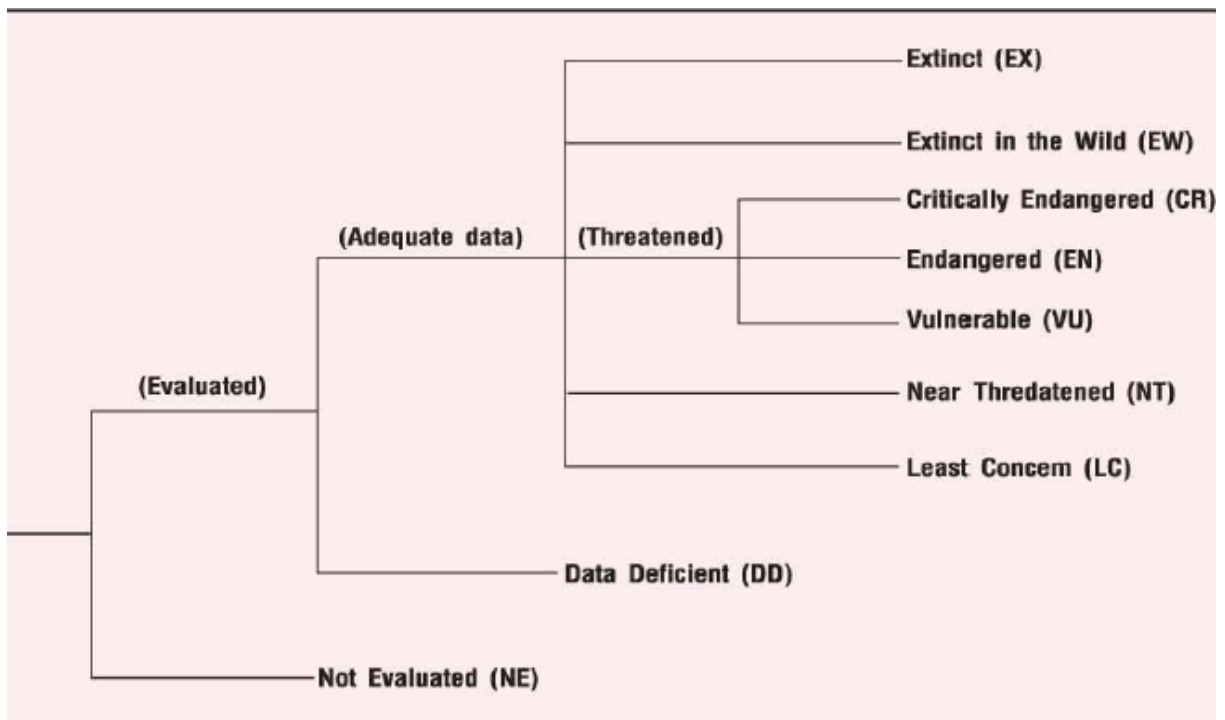 Extinct (EX)
Extinct in the Wild (EW)
Critically Endangered (CR)
(Adequate data)
(Threatened)
Endangered (EN)
Vulnerable (VU)
(Evaluated)
Near Thredatened (NT)
Least Concem (LC)
Data Deficient (DD)
Not Evaluated (NE)